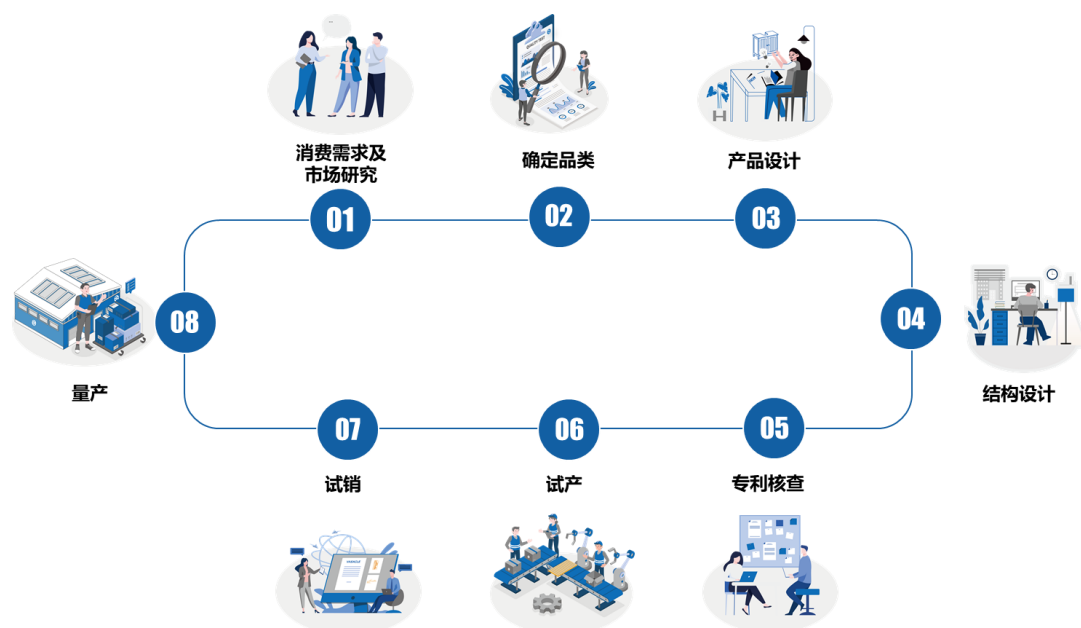 消费需求及
市场研究
确定品类
产品设计
01
02
03
08
04
量产
结构设计
07
06
05
试销
试产
专利核查